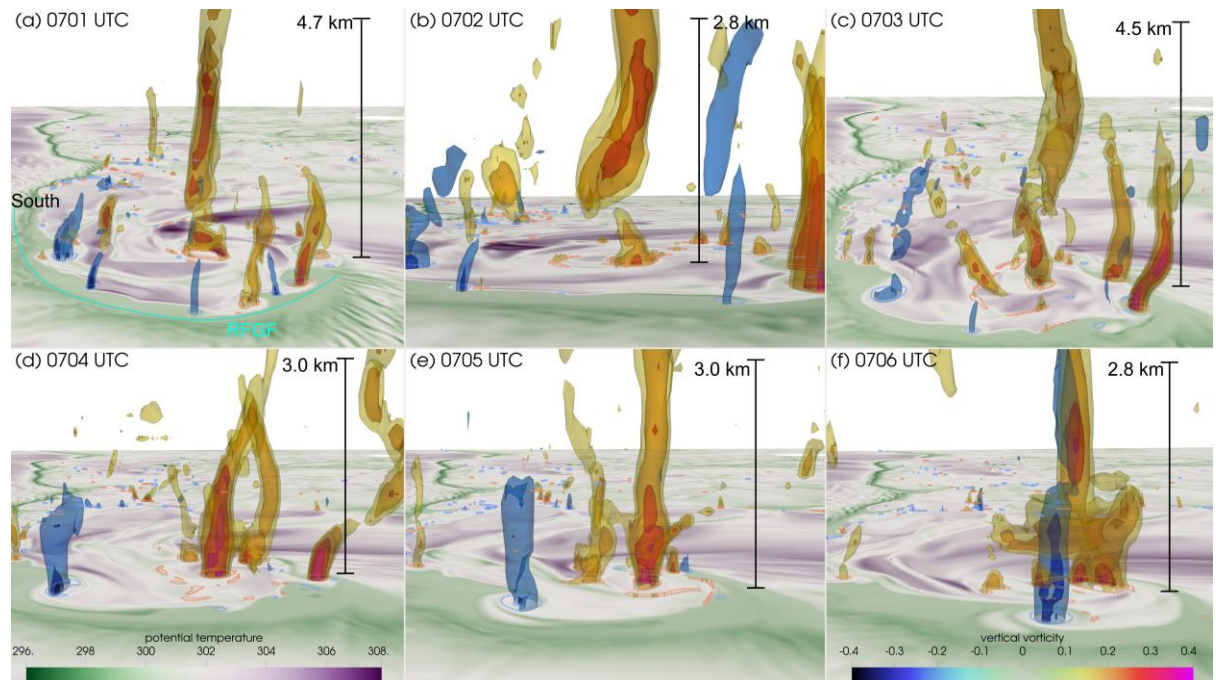 (a) 0701 UTC
4.7 km
(b) 0702 UTC
2.8 km
(c) 0703 UTC
4.5 km
South
RFGF
(d) 0704 UTC
3.0 km
(e) 0705 UTC
3.0 km
(f) 0706 UTC
2.8 km
potential temperature
296. 298 300 302 304 306 308.
vertical vorticity
-0.4 -0.3 -0.2 -0.1 0 0.1 0.2 0.3 0.4